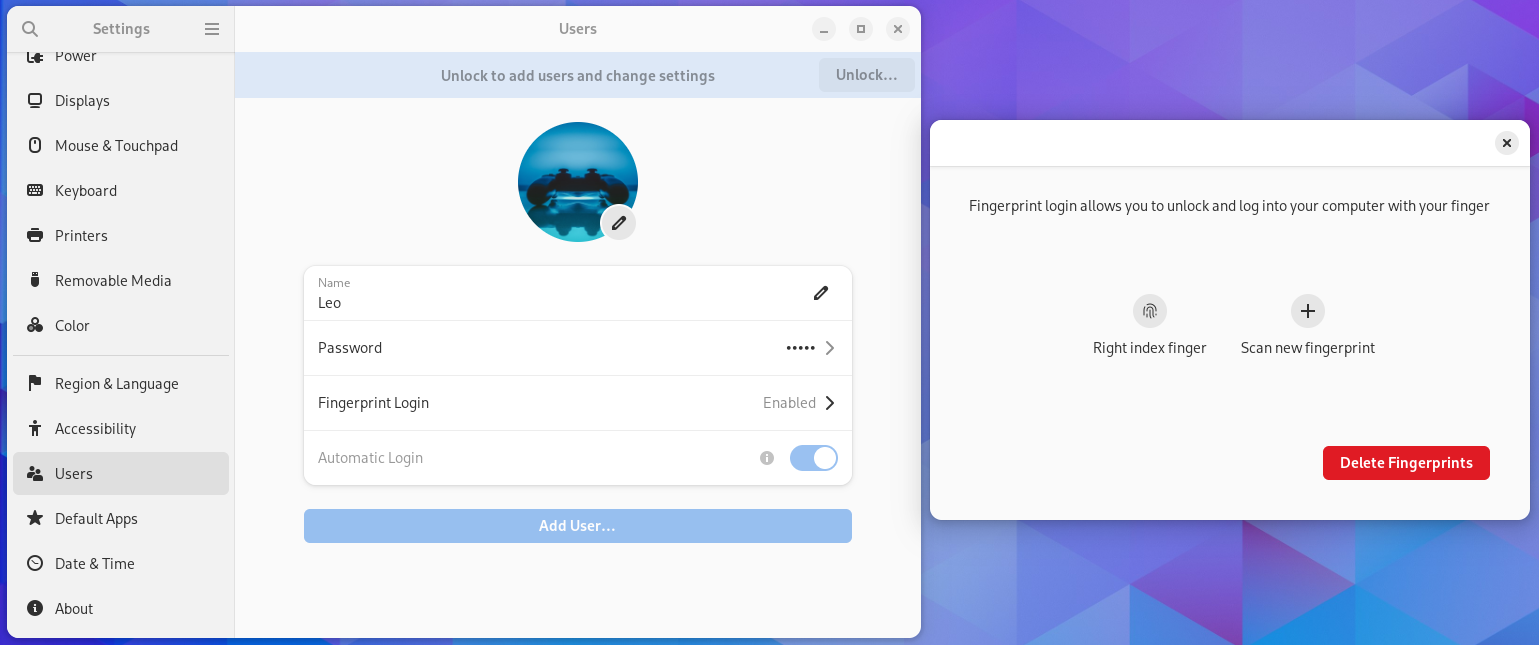 Settings
Power
Displays
Mouse & Touchpad
Keyboard
Printers
Removable Media
Color
Region & Language
Accessibility
Users
Default Apps
Date & Time
About
Users
Unlock to add users and change settings
Unlock...
Name
Leo
Password
•••••
Fingerprint Login
Enabled
Automatic Login
Add User...
Fingerprint login allows you to unlock and log into your computer with your finger
Right index finger
Scan new fingerprint
Delete Fingerprints